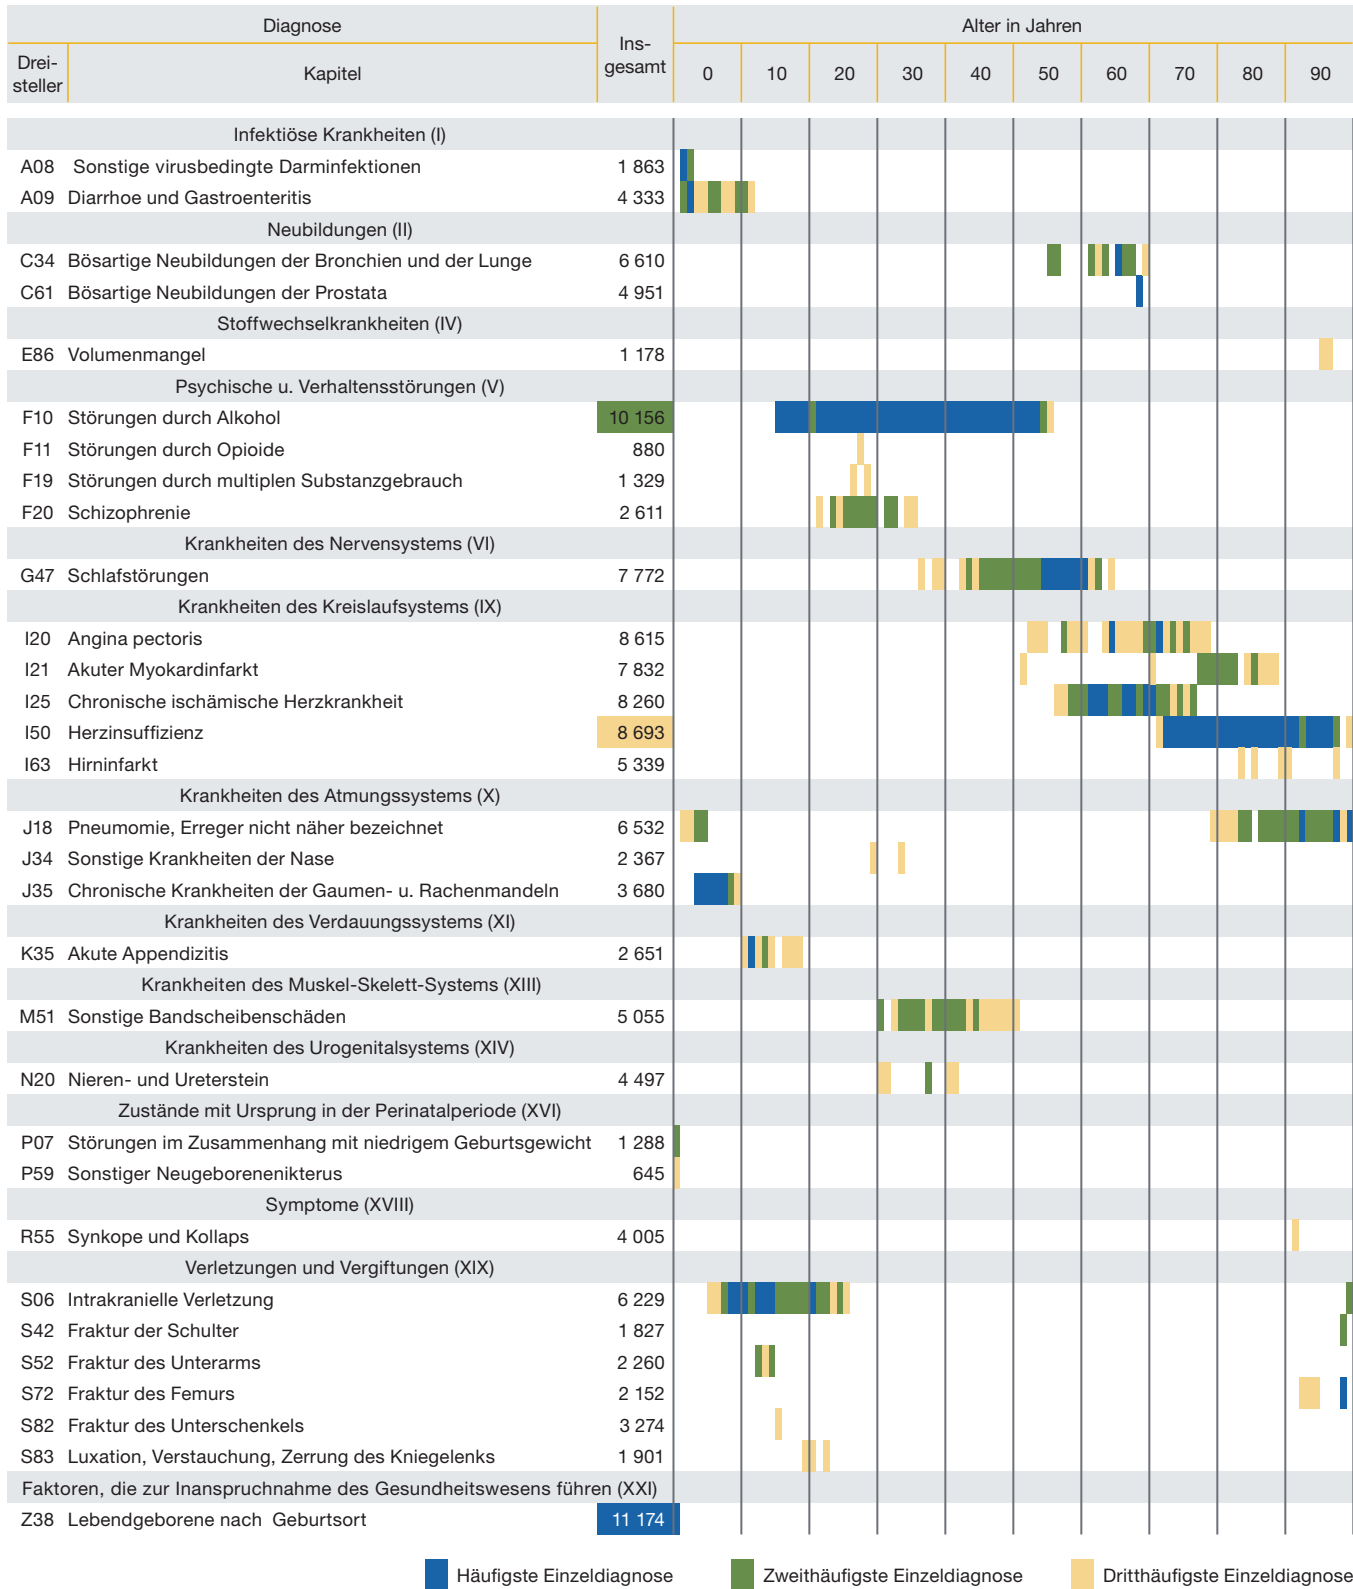 Diagnose
Ins-
gesamt
Alter in Jahren
Drei-
steller
Kapitel
0 10 20 30 40 50 60 70 80 90
Infektiöse Krankheiten (I)
A08 Sonstige virusbedingte Darminfektionen 1 863
A09 Diarrhoe und Gastroenteritis 4 333
Neubildungen (II)
C34 Bösartige Neubildungen der Bronchien und der Lunge 6 610
C61 Bösartige Neubildungen der Prostata 4 951
Stoffwechselkrankheiten (IV)
E86 Volumenmangel 1 178
Psychische u. Verhaltensstörungen (V)
F10 Störungen durch Alkohol 10 156
F11 Störungen durch Opioide 880
F19 Störungen durch multiplen Substanzgebrauch 1 329
F20 Schizophrenie 2 611
Krankheiten des Nervensystems (VI)
G47 Schlafstörungen 7 772
Krankheiten des Kreislaufsystems (IX)
I20 Angina pectoris 8 615
I21 Akuter Myokardinfarkt 7 832
I25 Chronische ischämische Herzkrankheit 8 260
I50 Herzinsuffizienz 8 693
I63 Hirninfarkt 5 339
Krankheiten des Atmungssystems (X)
J18 Pneumomie, Erreger nicht näher bezeichnet 6 532
J34 Sonstige Krankheiten der Nase 2 367
J35 Chronische Krankheiten der Gaumen- u. Rachenmandeln 3 680
Krankheiten des Verdauungssystems (XI)
K35 Akute Appendizitis 2 651
Krankheiten des Muskel-Skelett-Systems (XIII)
M51 Sonstige Bandscheibenschäden 5 055
Krankheiten des Urogenitalsystems (XIV)
N20 Nieren- und Ureterstein 4 497
Zustände mit Ursprung in der Perinatalperiode (XVI)
P07 Störungen im Zusammenhang mit niedrigem Geburtsgewicht 1 288
P59 Sonstiger Neugeborenenikterus 645
Symptome (XVIII)
R55 Synkope und Kollaps 4 005
Verletzungen und Vergiftungen (XIX)
S06 Intrakranielle Verletzung 6 229
S42 Fraktur der Schulter 1 827
S52 Fraktur des Unterarms 2 260
S72 Fraktur des Femurs 2 152
S82 Fraktur des Unterschenkels 3 274
S83 Luxation, Verstauchung, Zerrung des Kniegelenks 1 901
Faktoren, die zur Inanspruchnahme des Gesundheitswesens führen (XXI)
Z38 Lebendgeborene nach Geburtsort 11 174
Häufigste Einzeldiagnose Zweithäufigste Einzeldiagnose Dritthäufigste Einzeldiagnose